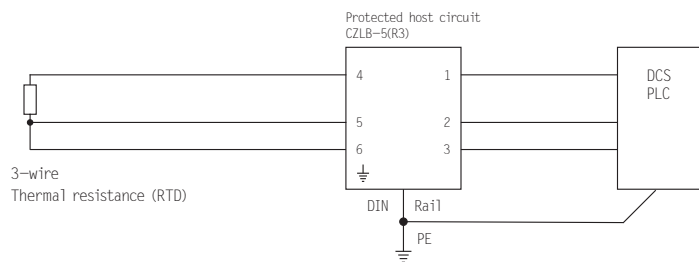 Protected host circuit
CZLB-5(R3)
4 1 DCS
PLC
5 2
6 3
3-wire
Thermal resistance (RTD)
DIN Rail
PE